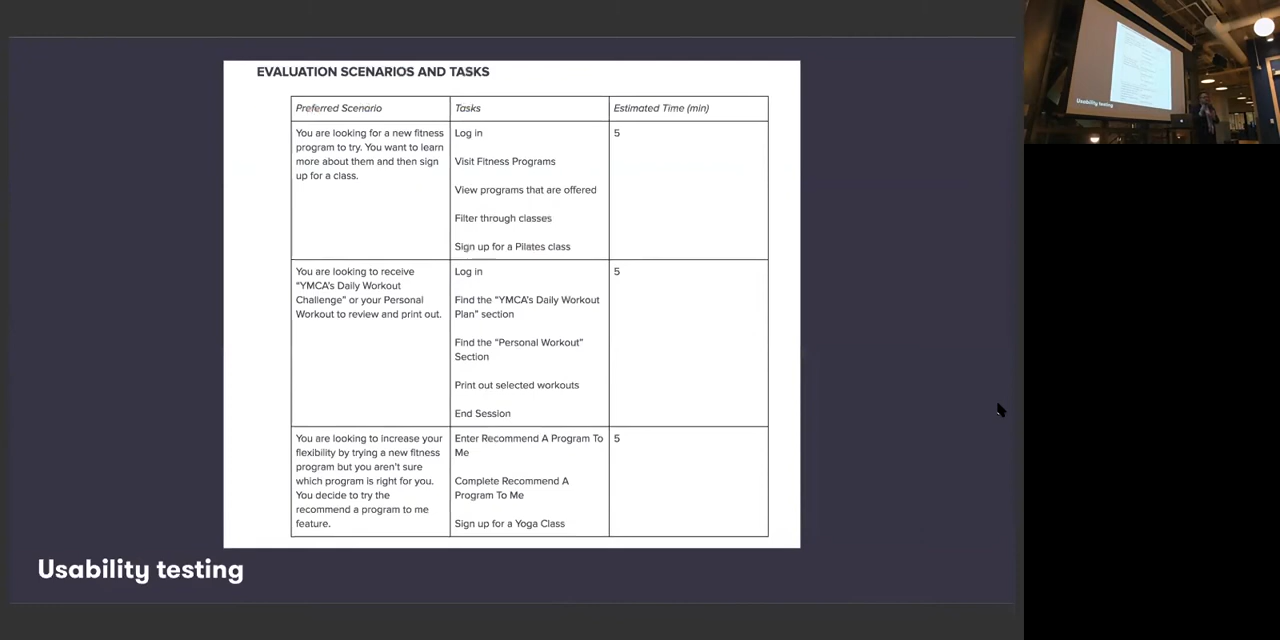 EVALUATION SCENARIOS AND TASKS
Preferred Scenario
Tasks
Estimated Time (min)
You are looking for a new fitness
program to try. You want to learn
more about them and then sign
up for a class.
Log in
Visit Fitness Programs
View programs that are offered
Filter through classes
Sign up for a Pilates class
5
You are looking to receive
“YMCA’s Daily Workout
Challenge” or your Personal
Workout to review and print out.
Log in
Find the “YMCA’s Daily Workout
Plan” section
Find the “Personal Workout”
Section
Print out selected workouts
End Session
5
You are looking to increase your
flexibility by trying a new fitness
program but you aren’t sure
which program is right for you.
You decide to try the
recommend a program to me
feature.
Enter Recommend A Program To
Me
Complete Recommend A
Program To Me
Sign up for a Yoga Class
5
Usability testing
Usability testing